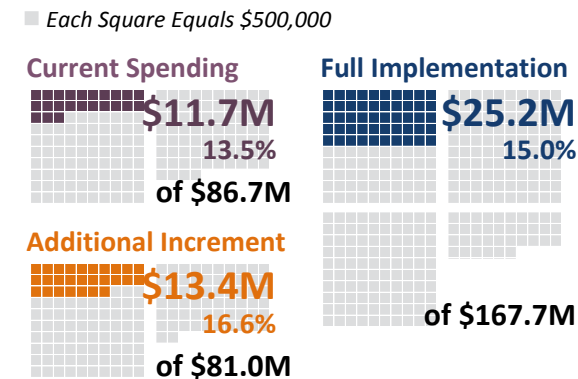 Each Square Equals $500,000
Current Spending
$11.7M
13.5%
of $86.7M
Additional Increment
$13.4M
16.6%
of $81.0M
Full Implementation
$25.2M
15.0%
of $167.7M